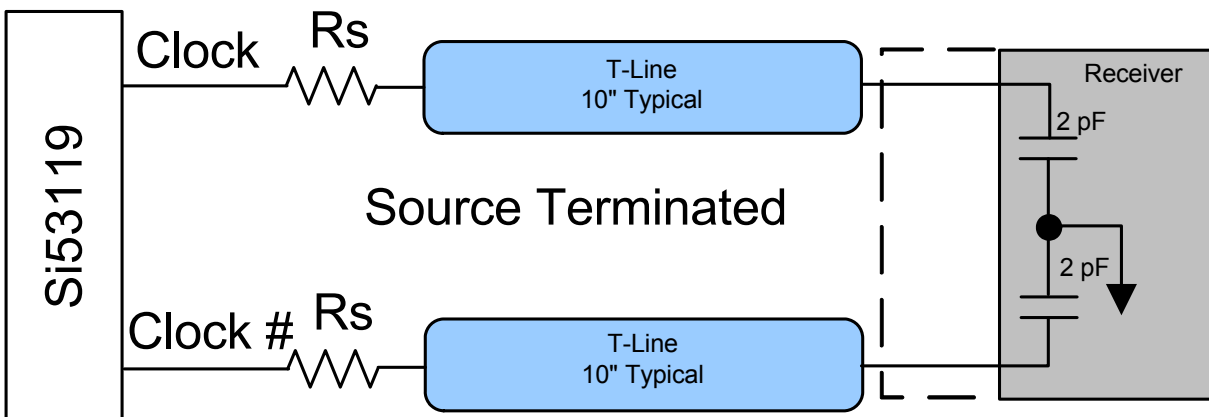 Si53119
Clock
Rs
T-Line
10" Typical
Receiver
2 pF
Source Terminated
2 pF
Clock #
Rs
T-Line
10" Typical